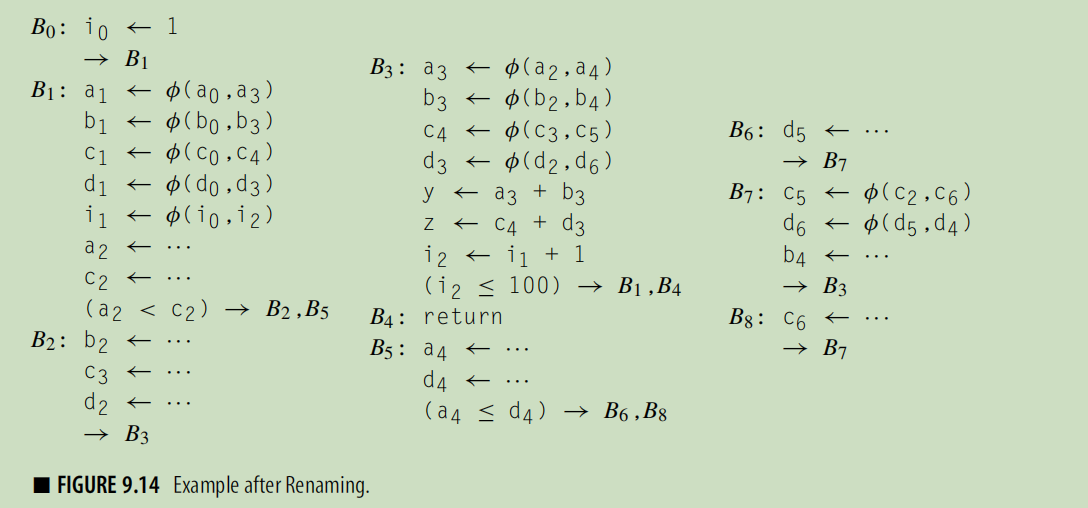 B₀: i₀ ← 1
→ B₁
B₁: a₁ ← ϕ(a₀,a₃)
b₁ ← ϕ(b₀,b₃)
c₁ ← ϕ(c₀,c₄)
d₁ ← ϕ(d₀,d₃)
i₁ ← ϕ(i₀,i₂)
a₂ ← ⋯
c₂ ← ⋯
(a₂ < c₂) → B₂,B₅
B₂: b₂ ← ⋯
c₃ ← ⋯
d₂ ← ⋯
→ B₃
B₃: a₃ ← ϕ(a₂,a₄)
b₃ ← ϕ(b₂,b₄)
c₄ ← ϕ(c₃,c₅)
d₃ ← ϕ(d₂,d₆)
y ← a₃ + b₃
z ← c₄ + d₃
i₂ ← i₁ + 1
(i₂ ≤ 100) → B₁,B₄
B₄: return
B₅: a₄ ← ⋯
d₄ ← ⋯
(a₄ ≤ d₄) → B₆,B₈
B₆: d₅ ← ⋯
→ B₇
B₇: c₅ ← ϕ(c₂,c₆)
d₆ ← ϕ(d₅,d₄)
b₄ ← ⋯
→ B₃
B₈: c₆ ← ⋯
→ B₇
■ FIGURE 9.14 Example after Renaming.